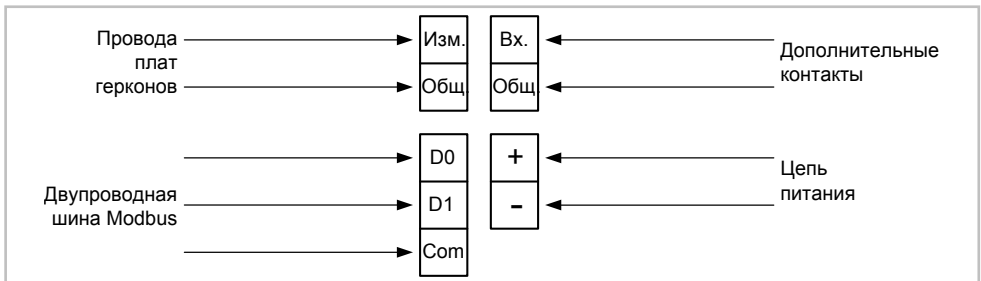 Провода
плат
герконов
Изм.
Общ.
Вх.
Общ.
Дополнительные
контакты
Двупроводная
шина Modbus
D0
D1
Com
+
-
Цепь
питания